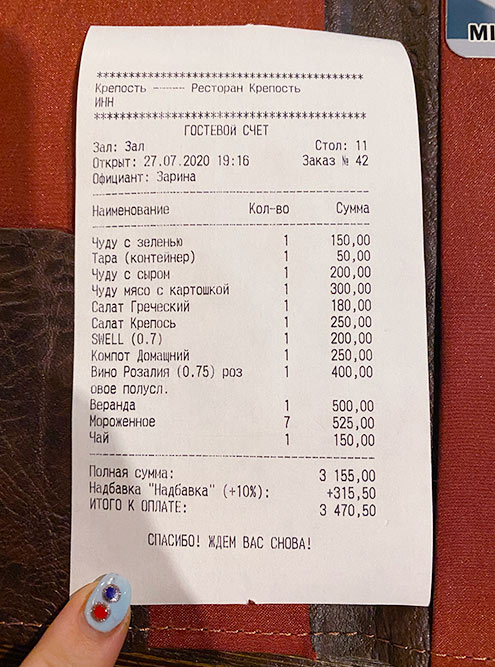 MI
************************************************
Крепость ------ Ресторан Крепость
ИНН
************************************************
ГОСТЕВОЙ СЧЕТ
Зал: Зал Стол: 11
Открыт: 27.07.2020 19:16 Заказ № 42
Официант: Зарина
Наименование Кол-во Сумма
Чуду с зеленью 1 150,00
Тара (контейнер) 1 50,00
Чуду с сыром 1 200,00
Чуду мясо с картошкой 1 300,00
Салат Греческий 1 180,00
Салат Крепось 1 250,00
SWELL (0.7) 1 200,00
Компот Домащний 1 250,00
Вино Розалия (0.75) роз 1 400,00
овое полусл.
Веранда 1 500,00
Мороженное 7 525,00
Чай 1 150,00
Полная сумма: 3 155,00
Надбавка "Надбавка" (+10%): +315,50
ИТОГО К ОПЛАТЕ: 3 470,50
СПАСИБО! ЖДЕМ ВАС СНОВА!